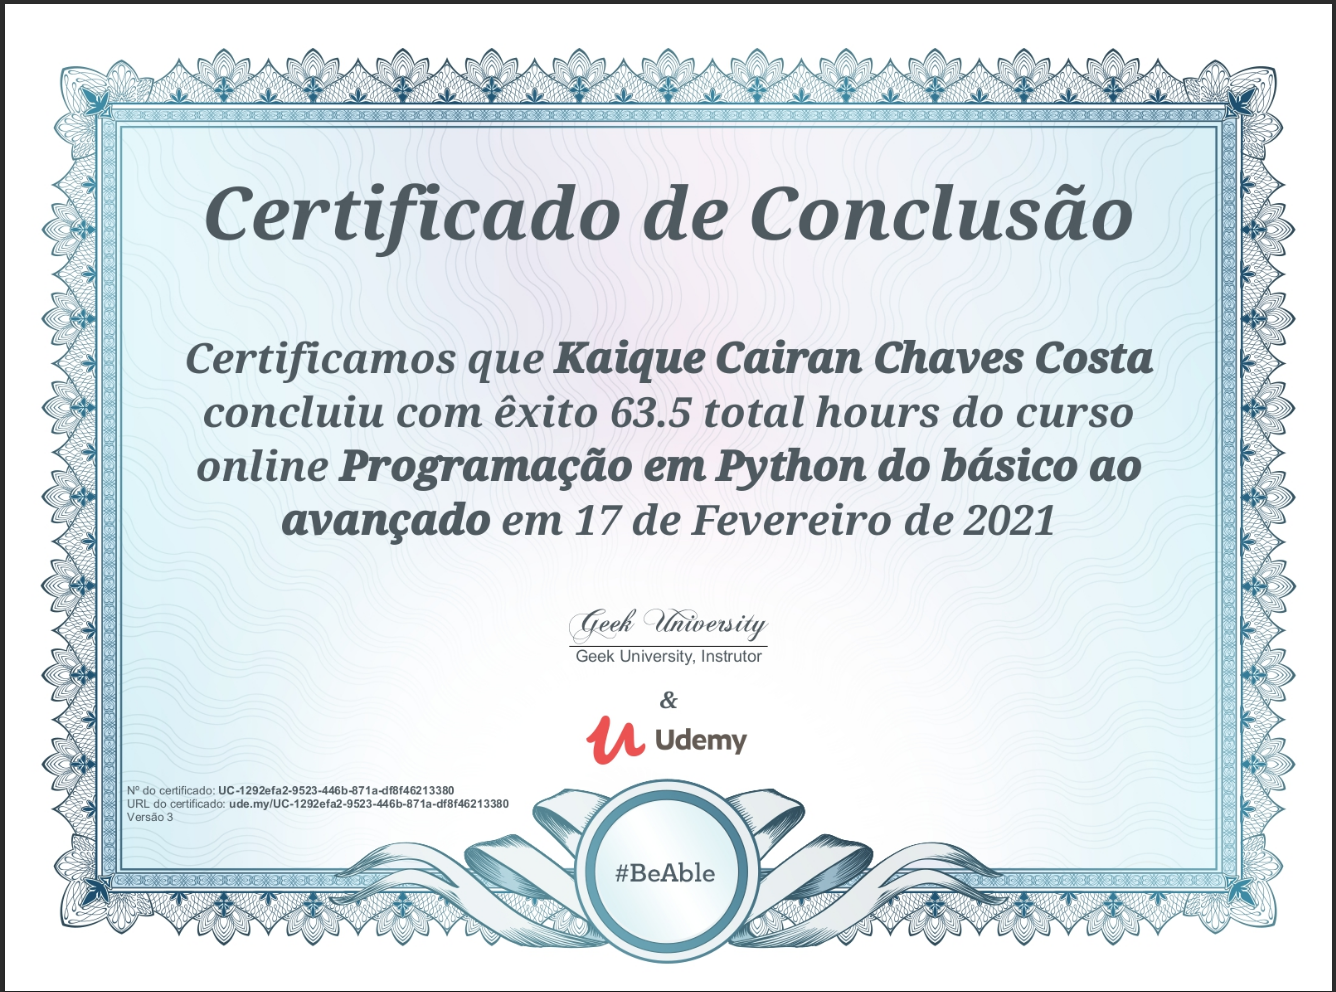 Certificado de Conclusão
Certificamos que Kaique Cairan Chaves Costa
concluiu com êxito 63.5 total hours do curso
online Programação em Python do básico ao
avançado em 17 de Fevereiro de 2021
Geek University
Geek University, Instrutor
&
Udemy
Nº do certificado: UC-1292efa2-9523-446b-871a-df8f46213380
URL do certificado: ude.my/UC-1292efa2-9523-446b-871a-df8f46213380
Versão 3
#BeAble